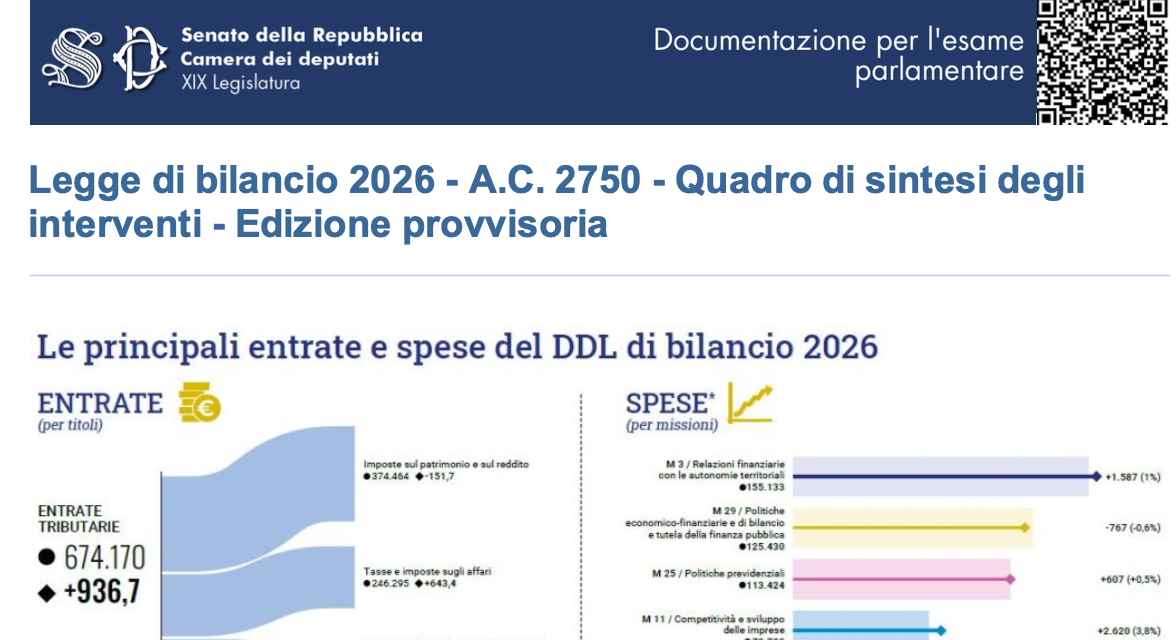 Senato della Repubblica
Camera dei deputati
XIX Legislatura
Documentazione per l'esame
parlamentare
Legge di bilancio 2026 - A.C. 2750 - Quadro di sintesi degli
interventi - Edizione provvisoria
Le principali entrate e spese del DDL di bilancio 2026
ENTRATE
(per titoli)
ENTRATE
TRIBUTARIE
● 674.170
◆ +936,7
Imposte sul patrimonio e sul reddito
●374.464 ◆-151,7
Tasse e imposte sugli affari
●246.295 ◆+643,4
SPESE*
(per missioni)
M 3 / Relazioni finanziarie
con le autonomie territoriali
●155.133
+1.587 (1%)
M 29 / Politiche
economico-finanziarie e di bilancio
e tutela della finanza pubblica
●125.430
-767 (-0,6%)
M 25 / Politiche previdenziali
●113.424
+607 (+0,5%)
M 11 / Competitività e sviluppo
delle imprese
+2.620 (3,8%)